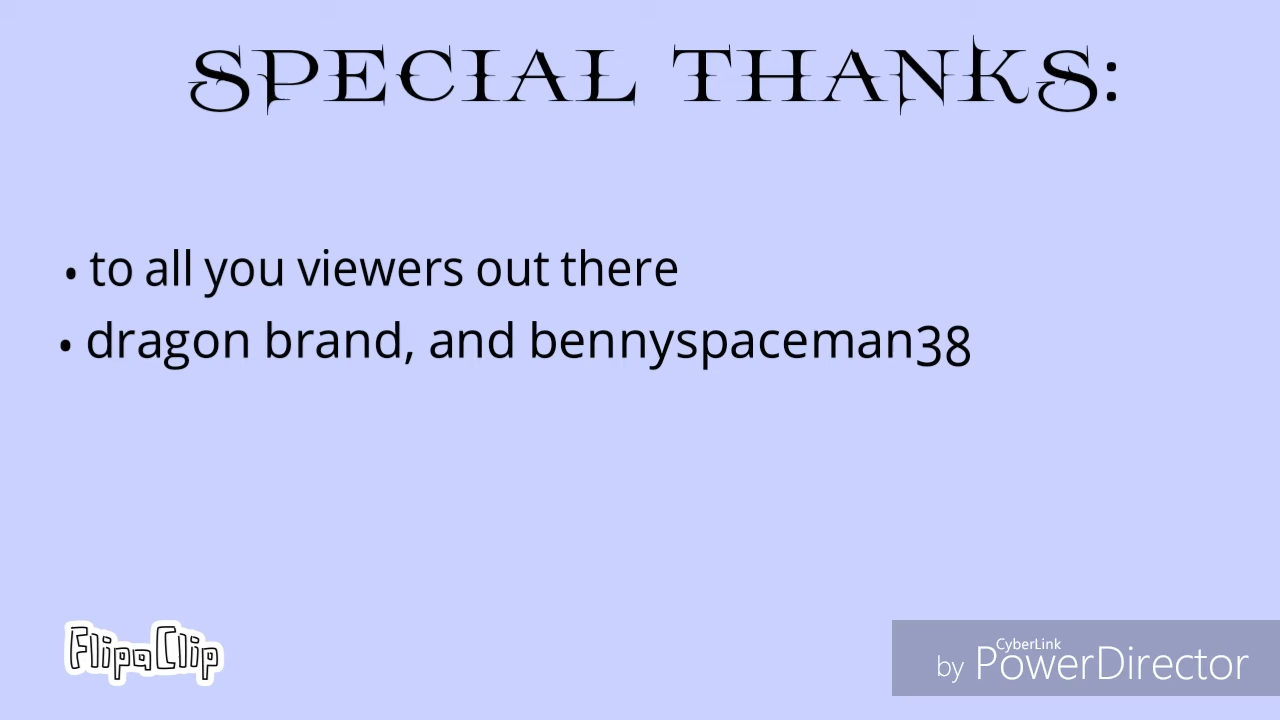 SPECIAL THANKS:
• to all you viewers out there
• dragon brand, and bennyspaceman38
FlipaClip
CyberLink
by PowerDirector